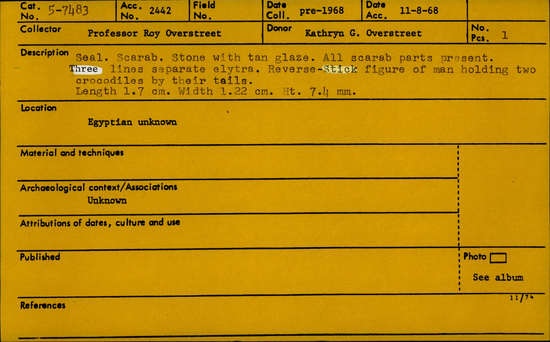 Cat. No. 5-7483 Acc. No. 2442 Field No. Date Coll. pre-1968 Date Acc. 11-8-68
Collector Professor Roy Overstreet Donor Kathryn G. Overstreet No. Pcs. 1
Description Seal. Scarab. Stone with tan glaze. All scarab parts present.
Three lines separate elytra. Reverse-Stick figure of man holding two
crocodiles by their tails.
Length 1.7 cm. Width 1.22 cm. Ht. 7.4 mm.
Location
Egyptian unknown
Material and techniques
Archaeological context/Associations
Unknown
Attributions of dates, culture and use
Published Photo
See album
11/74
References